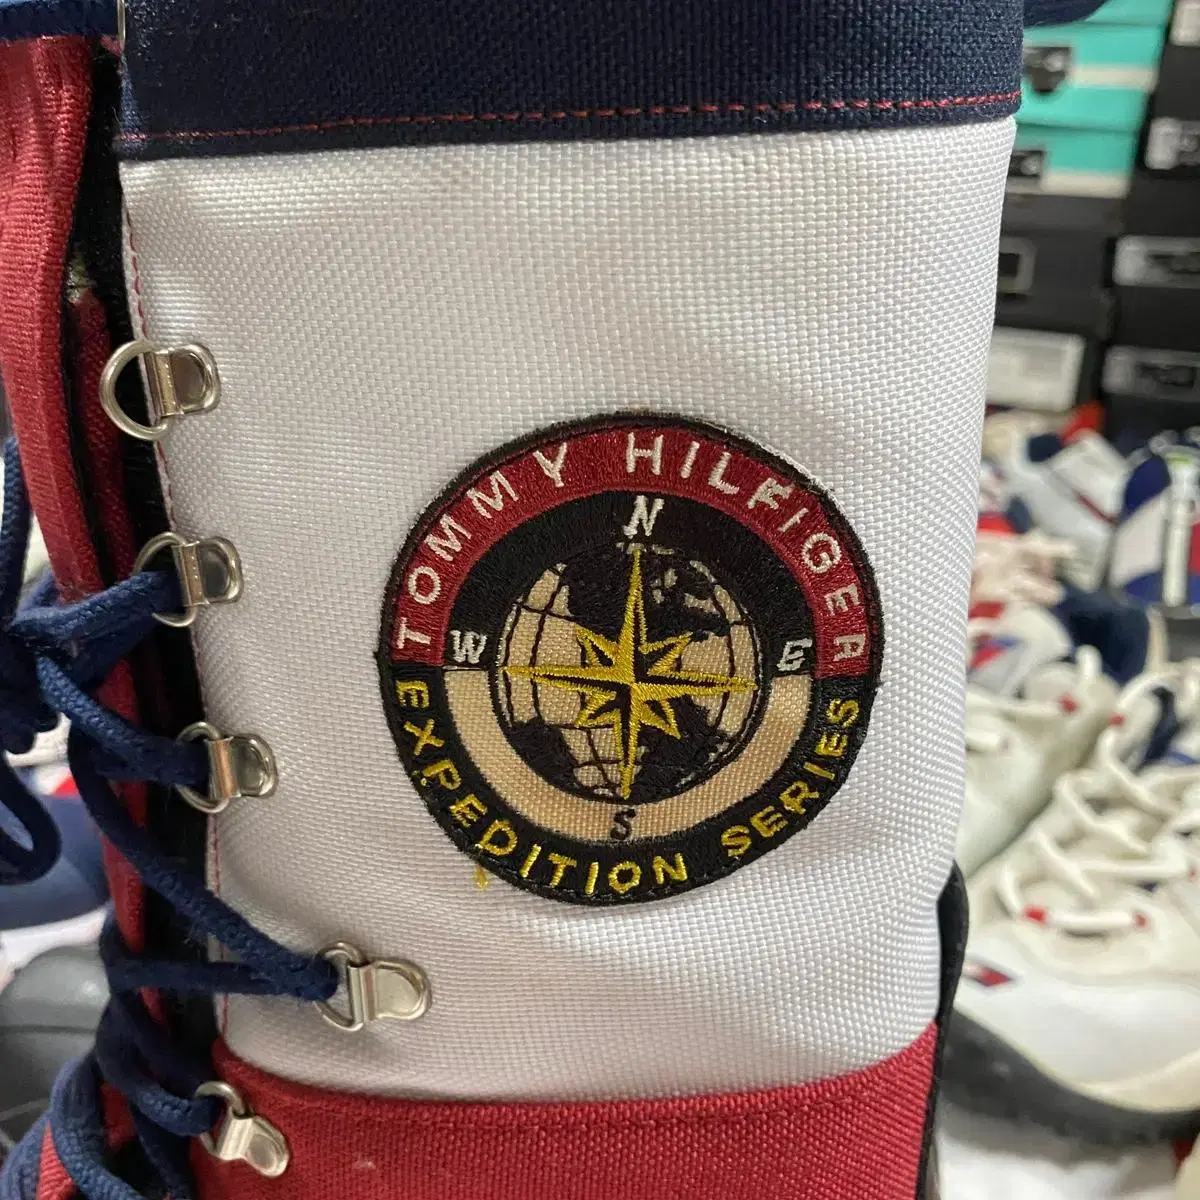 TOMMY HILFIGER
N
W E
S
EXPEDITION SERIES